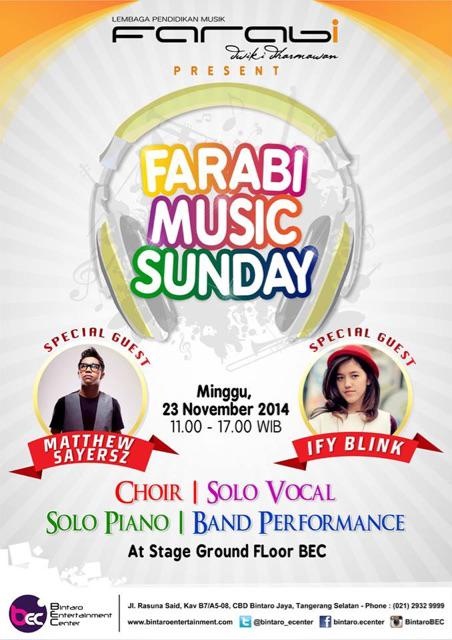 LEMBAGA PENDIDIKAN MUSIK
Farabi
dwiki dharmawan
PRESENT
FARABI
MUSIC
SUNDAY
SPECIAL GUEST
MATTHEW
SAYERSZ
Minggu,
23 November 2014
11.00 - 17.00 WIB
SPECIAL GUEST
IFY BLINK
CHOIR | SOLO VOCAL
SOLO PIANO | BAND PERFORMANCE
At Stage Ground FLoor BEC
BEC
Bintaro
Entertainment
Center
Jl. Rasuna Said, Kav B7/A5-08, CBD Bintaro Jaya, Tangerang Selatan - Phone : (021) 2932 9999
www.bintaroentertainment.com @bintaro_ecenter bintaro.ecenter BintaroBEC